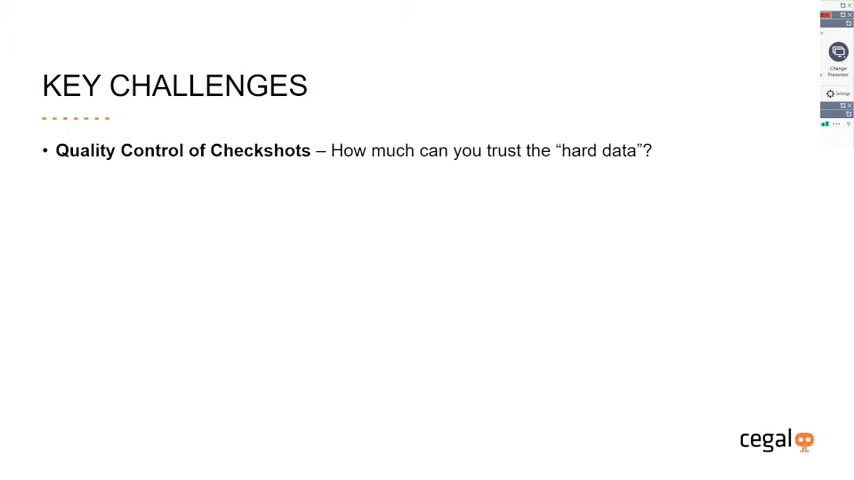 KEY CHALLENGES
• Quality Control of Checkshots – How much can you trust the “hard data”?
Change
Presenter
Settings
cegal